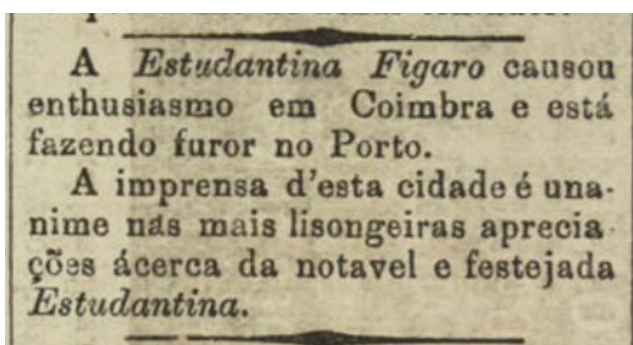 A Estudantina Figaro causou
enthusiasmo em Coimbra e está
fazendo furor no Porto.
A imprensa d'esta cidade é una-
nime nas mais lisongeiras aprecia-
ções ácerca da notavel e festejada
Estudantina.